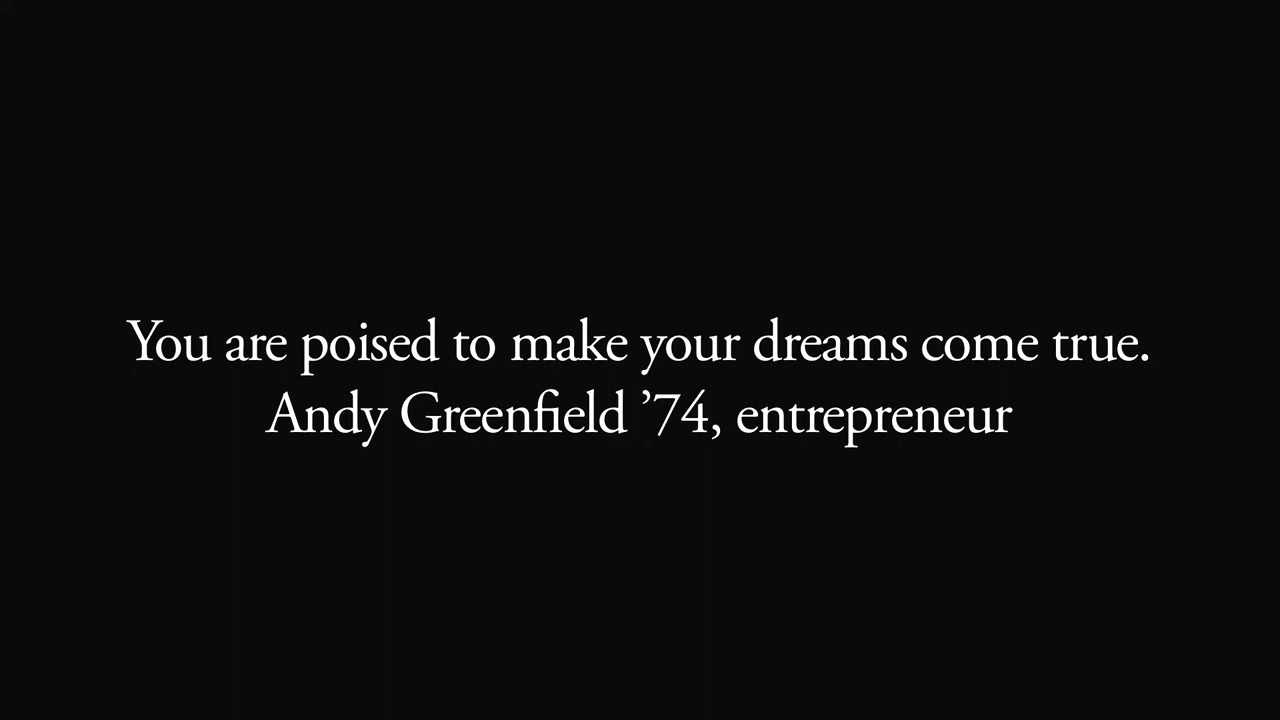 You are poised to make your dreams come true.
Andy Greenfield ’74, entrepreneur